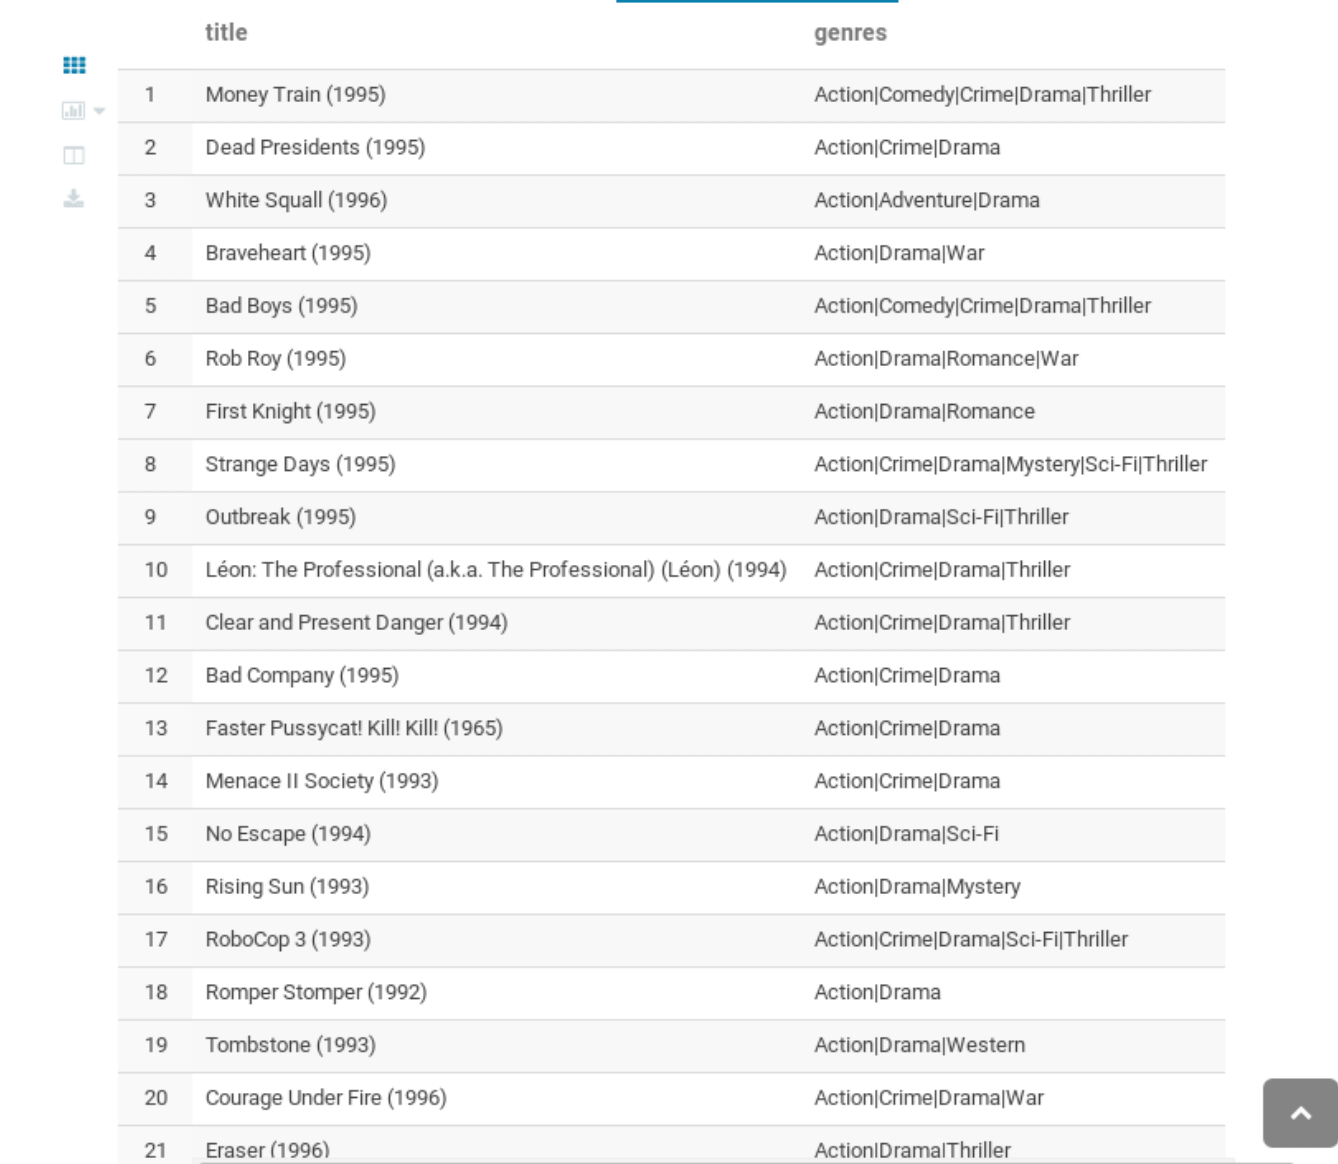 title genres
1 Money Train (1995) Action|Comedy|Crime|Drama|Thriller
2 Dead Presidents (1995) Action|Crime|Drama
3 White Squall (1996) Action|Adventure|Drama
4 Braveheart (1995) Action|Drama|War
5 Bad Boys (1995) Action|Comedy|Crime|Drama|Thriller
6 Rob Roy (1995) Action|Drama|Romance|War
7 First Knight (1995) Action|Drama|Romance
8 Strange Days (1995) Action|Crime|Drama|Mystery|Sci-Fi|Thriller
9 Outbreak (1995) Action|Drama|Sci-Fi|Thriller
10 Léon: The Professional (a.k.a. The Professional) (Léon) (1994) Action|Crime|Drama|Thriller
11 Clear and Present Danger (1994) Action|Crime|Drama|Thriller
12 Bad Company (1995) Action|Crime|Drama
13 Faster Pussycat! Kill! Kill! (1965) Action|Crime|Drama
14 Menace II Society (1993) Action|Crime|Drama
15 No Escape (1994) Action|Drama|Sci-Fi
16 Rising Sun (1993) Action|Drama|Mystery
17 RoboCop 3 (1993) Action|Crime|Drama|Sci-Fi|Thriller
18 Romper Stomper (1992) Action|Drama
19 Tombstone (1993) Action|Drama|Western
20 Courage Under Fire (1996) Action|Crime|Drama|War
21 Eraser (1996) Action|Drama|Thriller